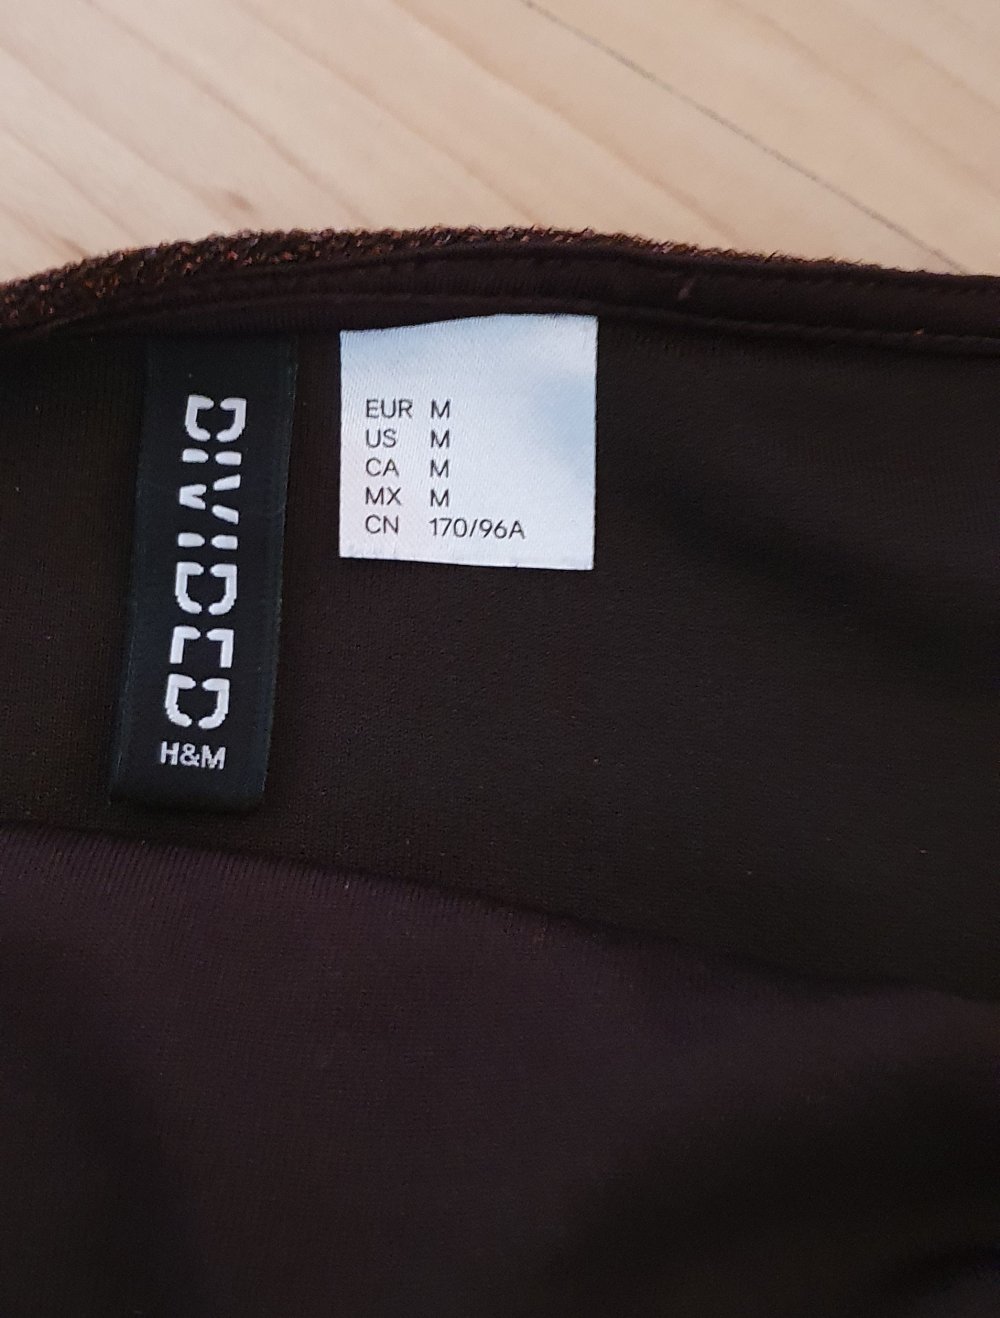 DIVIDED
H&M
EUR M
US M
CA M
MX M
CN 170/96A